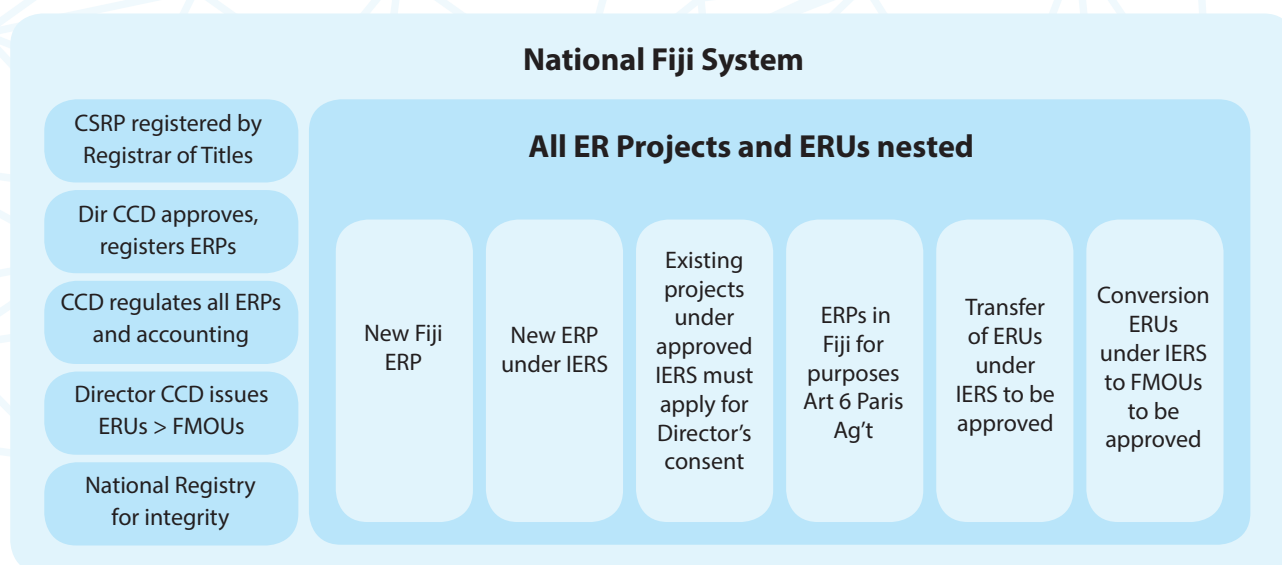 National Fiji System
CSRP registered by
Registrar of Titles
Dir CCD approves,
registers ERPs
CCD regulates all ERPs
and accounting
Director CCD issues
ERUs > FMOUs
National Registry
for integrity
All ER Projects and ERUs nested
New Fiji
ERP
New ERP
under IERS
Existing
projects
under
approved
IERS must
apply for
Director’s
consent
ERPs in
Fiji for
purposes
Art 6 Paris
Ag’t
Transfer
of ERUs
under
IERS to be
approved
Conversion
ERUs
under IERS
to FMOUs
to be
approved